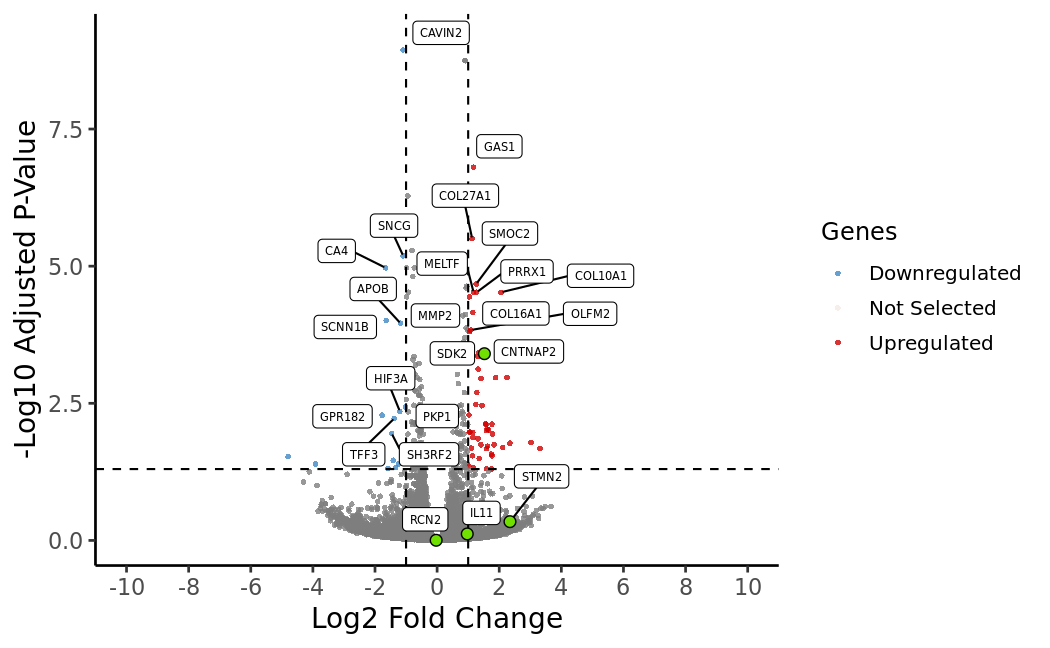 CAVIN2
7.5
GAS1
COL27A1
SNCG
SMOC2
Genes
CA4
5.0
MELTF
PRRX1
COL10A1
Downregulated
APOB
Not Selected
SCNN1B
MMP2
COL16A1
OLFM2
Upregulated
SDK2
CNTNAP2
HIF3A
2.5
GPR182
PKP1
TFF3
SH3RF2
STMN2
RCN2
IL11
0.0
-Log10 Adjusted P-Value
-10 -8 -6 -4 -2 0 2 4 6 8 10
Log2 Fold Change